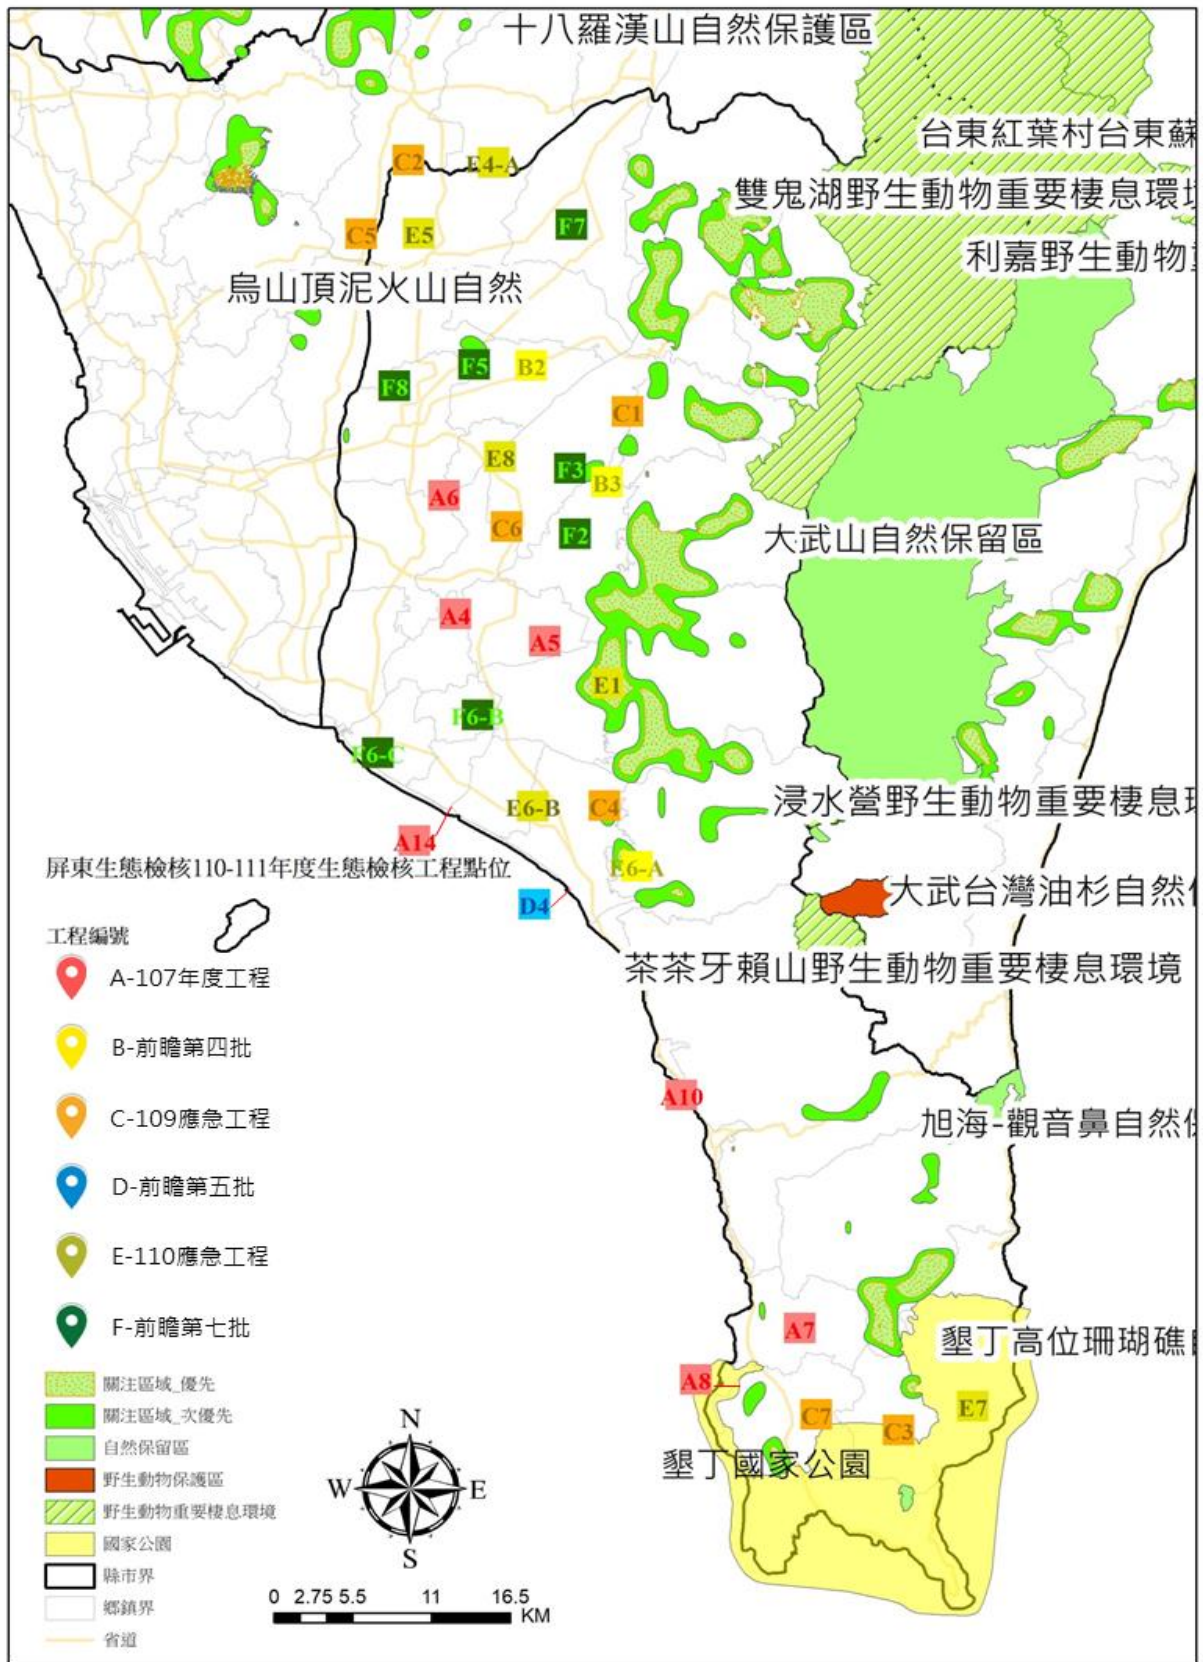 十八羅漢山自然保護區
台東紅葉村台東蘇
C2
E4-A
雙鬼湖野生動物重要棲息環境
C5
E5
F7
利嘉野生動物
烏山頂泥火山自然
F5
B2
F8
C1
E8
F3
B3
A6
C6
F2
大武山自然保留區
A4
A5
E1
F6-B
F6-C
E6-B
C4
浸水營野生動物重要棲息
A14
屏東生態檢核110-111年度生態檢核工程點位
E6-A
D4
大武台灣油杉自然
工程編號
茶茶牙賴山野生動物重要棲息環境
A-107年度工程
B-前瞻第四批
A10
C-109應急工程
旭海-觀音鼻自然
D-前瞻第五批
E-110應急工程
F-前瞻第七批
A7
墾丁高位珊瑚礁
A8
關注區域_優先
關注區域_次優先
C7
C3
E7
自然保留區
墾丁國家公園
野生動物保護區
野生動物重要棲息環境
國家公園
縣市界
鄉鎮界
省道
N
W
E
S
0 2.75 5.5 11 16.5
KM